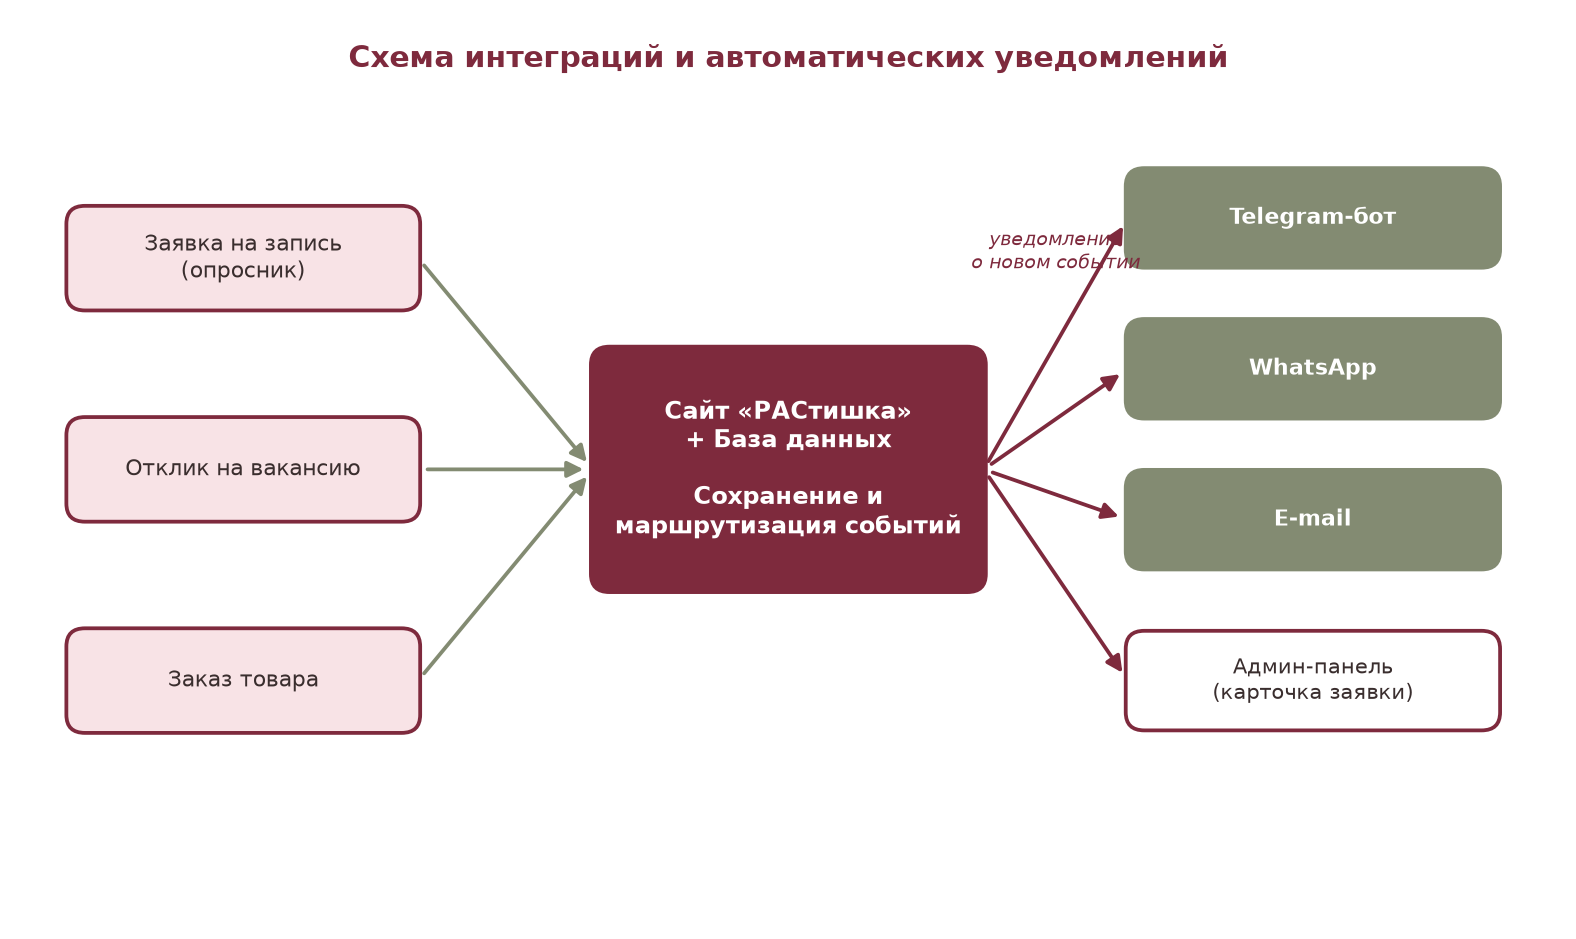 Схема интеграций и автоматических уведомлений
Заявка на запись
(опросник)
Отклик на вакансию
Заказ товара
Сайт «РАСтишка»
+ База данных
Сохранение и
маршрутизация событий
уведомление
о новом событии
Telegram-бот
WhatsApp
E-mail
Админ-панель
(карточка заявки)